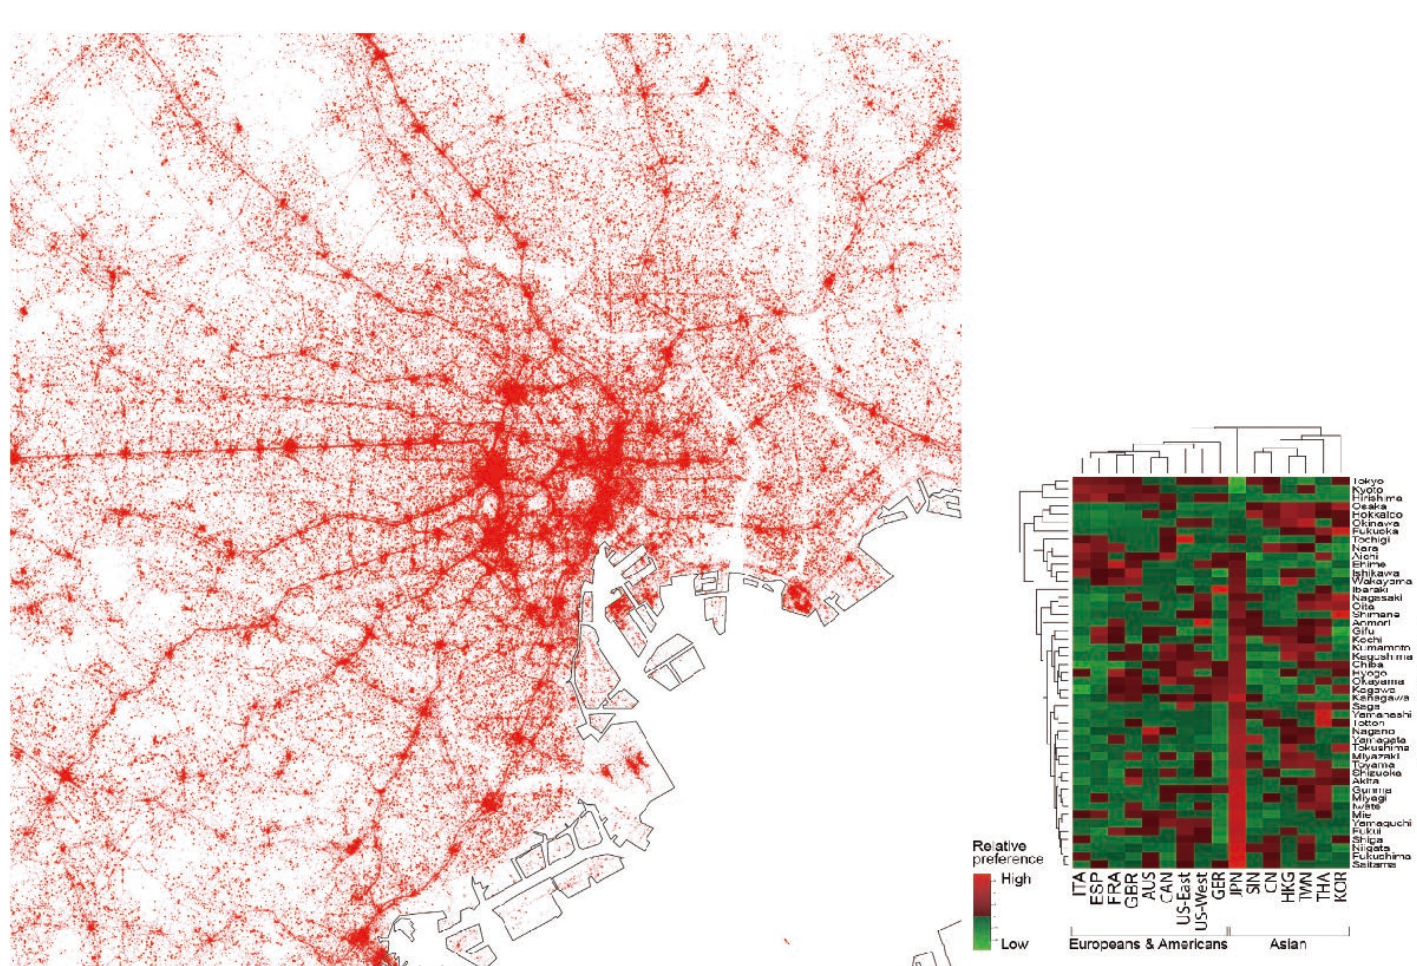 Tokyo
Kyoto
Hirishima
Osaka
Hokkaido
Okinawa
Fukuoka
Tochigi
Nara
Aichi
Ehime
Ishikawa
Wakayama
Ibaraki
Nagasaki
Oita
Shimane
Aomori
Gifu
Kochi
Kumamoto
Kagoshima
Chiba
Hyogo
Okayama
Kagawa
Kanagawa
Saga
Yamanashi
Tottori
Nagano
Yamagata
Tokushima
Miyazaki
Toyama
Shizuoka
Akita
Gunma
Miyagi
Iwate
Mie
Yamaguchi
Fukui
Shiga
Niigata
Fukushima
Saitama
Relative
preference
High
Low
ITA
ESP
FRA
GBR
AUS
CAN
US-East
US-West
GER
JPN
SIN
CN
HKG
TWN
THA
KOR
Europeans & Americans
Asian